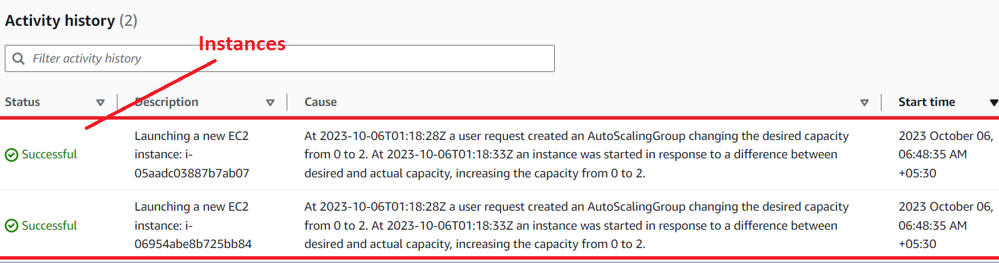 Activity history (2)
Instances
Filter activity history
Status Description Cause Start time
Launching a new EC2 At 2023-10-06T01:18:28Z a user request created an AutoScalingGroup changing the desired capacity 2023 October 06,
Successful instance: i- from 0 to 2. At 2023-10-06T01:18:33Z an instance was started in response to a difference between 06:48:35 AM
05aadc03887b7ab07 desired and actual capacity, increasing the capacity from 0 to 2. +05:30
Launching a new EC2 At 2023-10-06T01:18:28Z a user request created an AutoScalingGroup changing the desired capacity 2023 October 06,
Successful instance: i- from 0 to 2. At 2023-10-06T01:18:33Z an instance was started in response to a difference between 06:48:35 AM
06954abe8b725bb84 desired and actual capacity, increasing the capacity from 0 to 2. +05:30